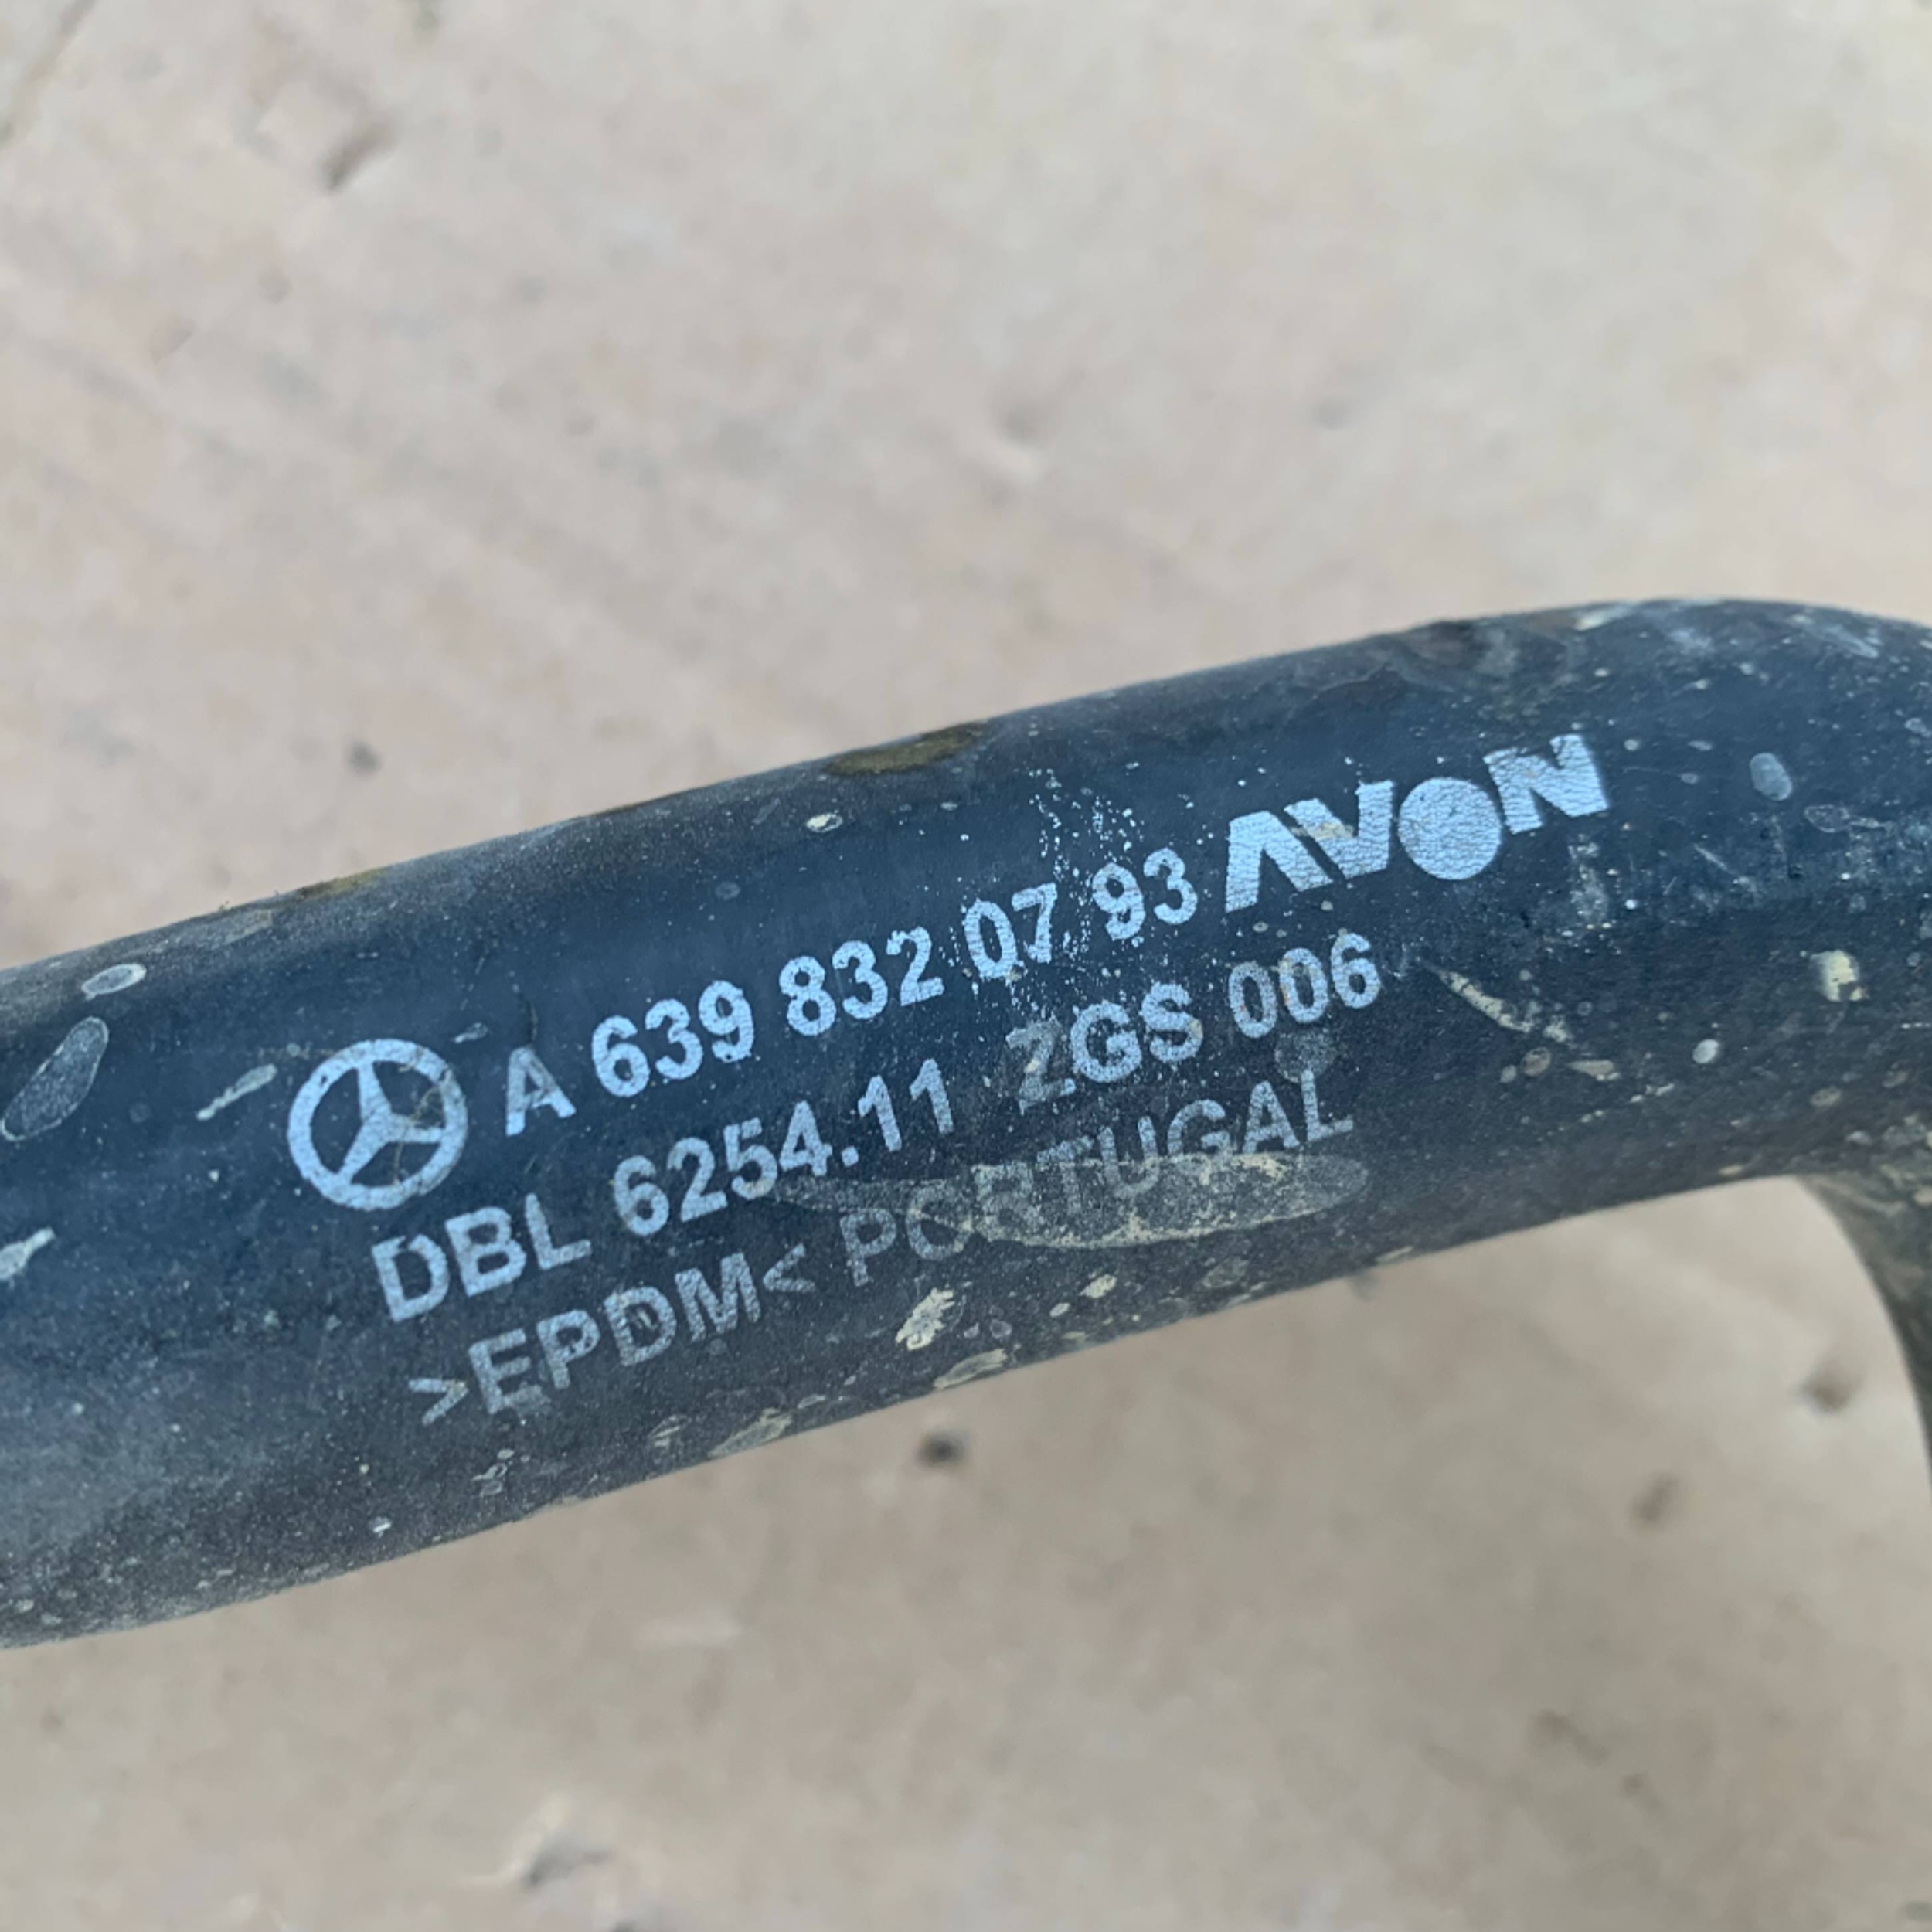 A 639 832 07 93 AVON
DBL 6254.11 ZGS 006
>EPDM< PORTUGAL